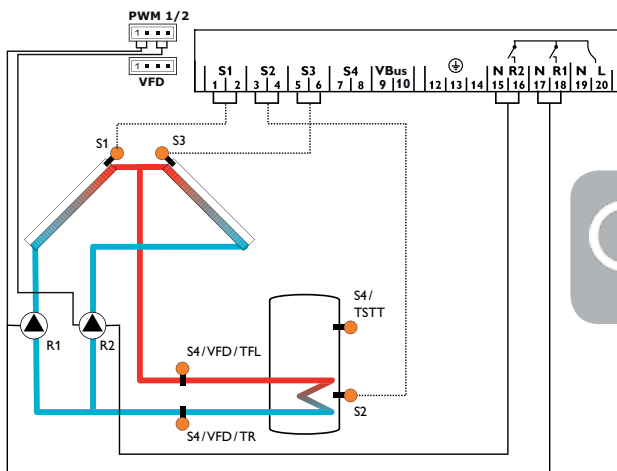 PWM 1/2
1
VFD
1
S1 S2 S3 S4 VBus N R2 N R1 N L
1 2 3 4 5 6 7 8 9 10 12 13 14 15 16 17 18 19 20
S1 S3
S4/
TSTT
R1 R2
S4/VFD/TFL
S2
S4/VFD/TR